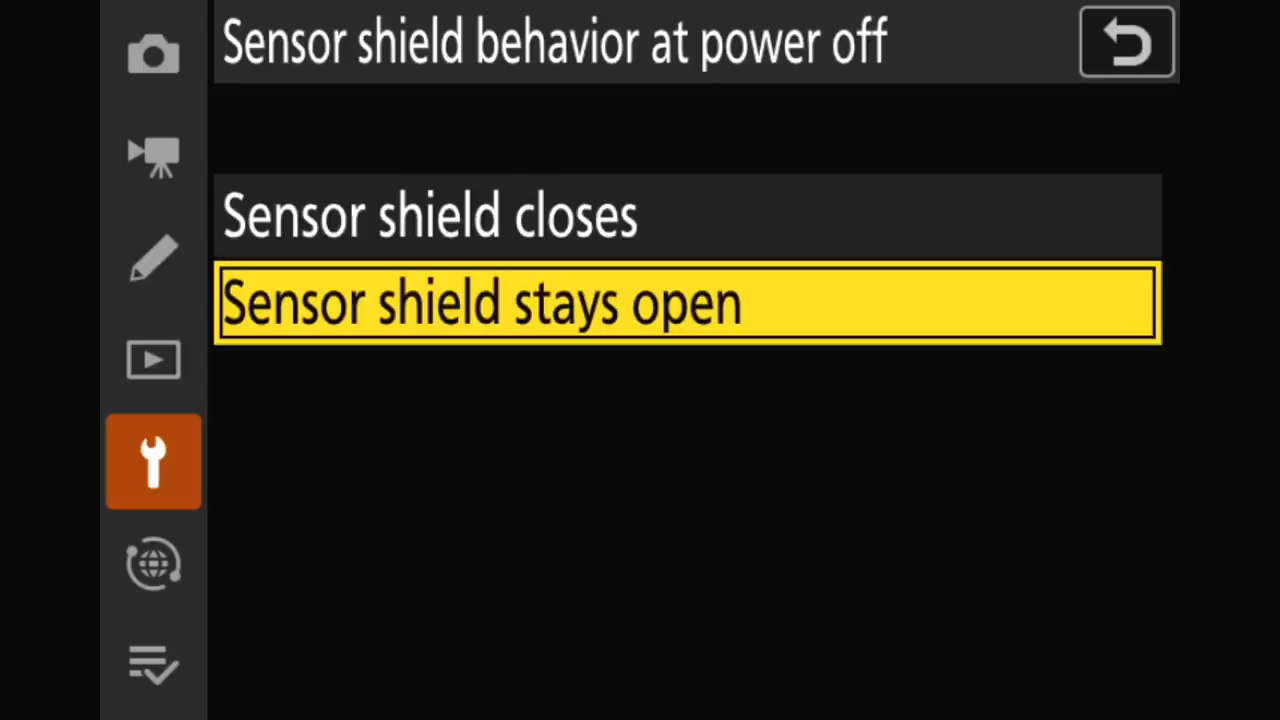 Sensor shield behavior at power off
Sensor shield closes
Sensor shield stays open